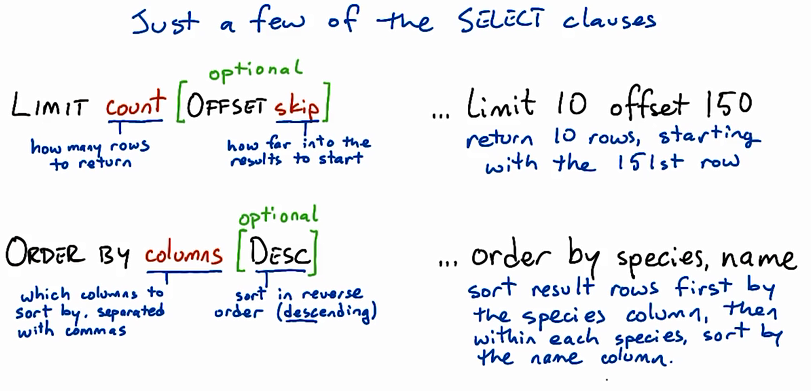 Just a few of the SELECT clauses
optional
LIMIT count [OFFSET skip]
how many rows
to return
how far into the
results to start
... limit 10 offset 150
return 10 rows, starting
with the 151st row
optional
ORDER BY columns [DESC]
which columns to
sort by, separated
with commas
sort in reverse
order (descending)
... order by species, name
sort result rows first by
the species column, then
within each species, sort by
the name column.